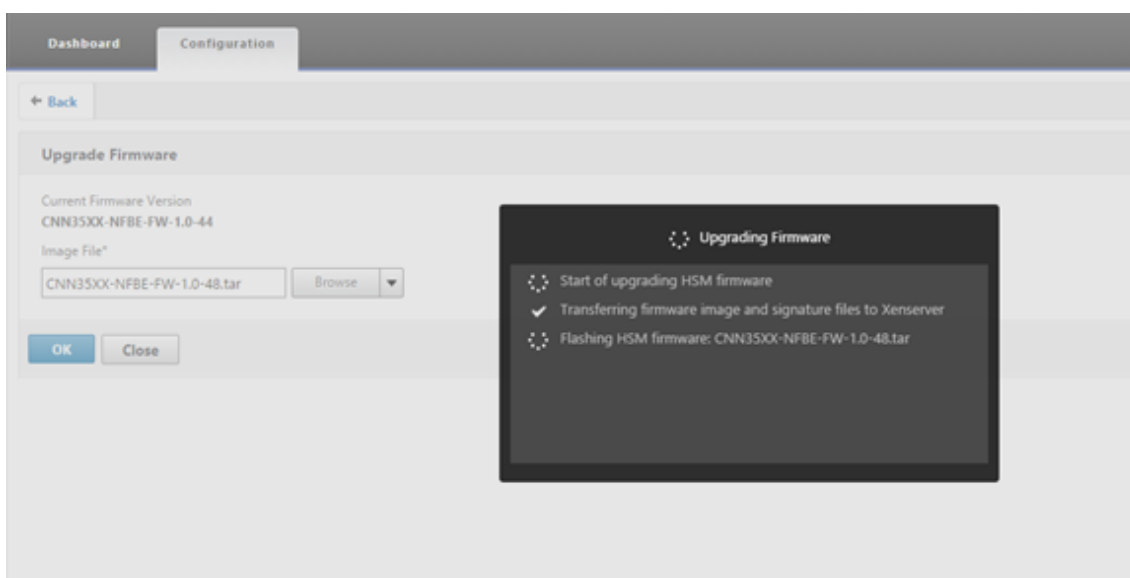 Dashboard Configuration
← Back
Upgrade Firmware
Current Firmware Version
CNN35XX-NFBE-FW-1.0-44
Image File*
CNN35XX-NFBE-FW-1.0-48.tar Browse
OK Close
Upgrading Firmware
Start of upgrading HSM firmware
Transferring firmware image and signature files to Xenserver
Flashing HSM firmware: CNN35XX-NFBE-FW-1.0-48.tar